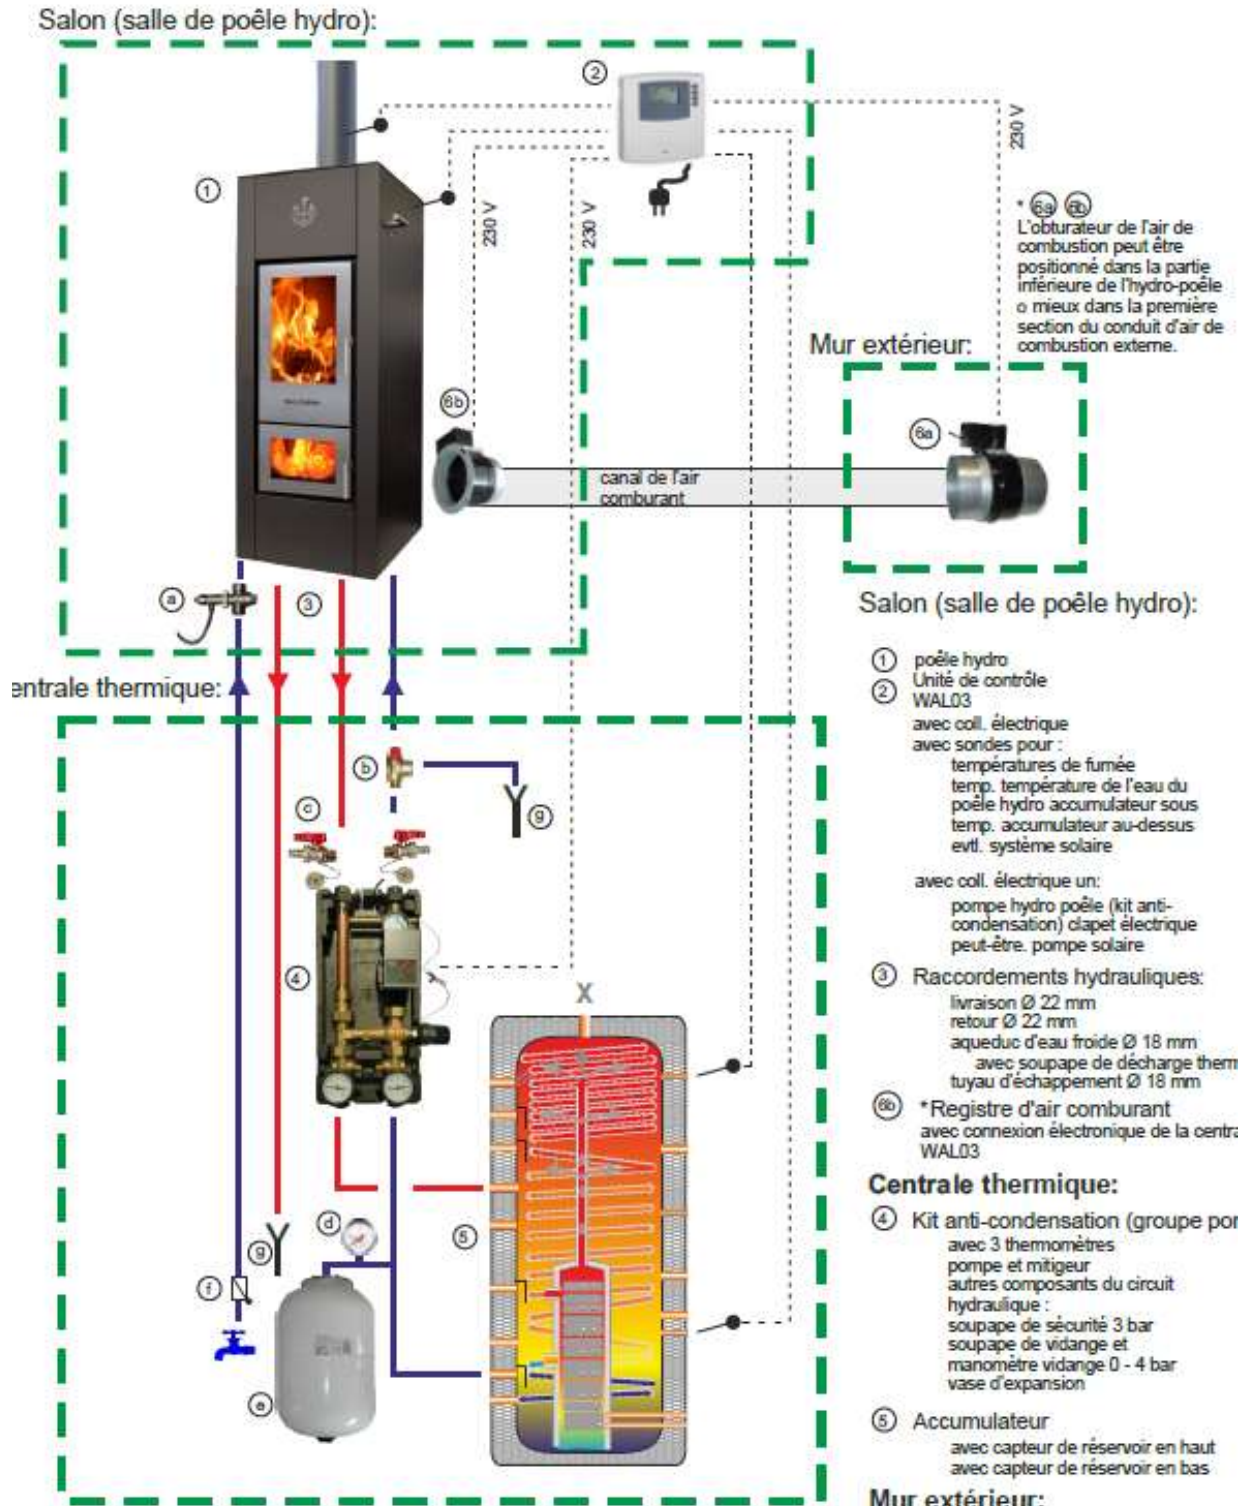 Salon (salle de poêle hydro):
2
1
230 V
230 V
230 V
* 6a 6b
L'obturateur de l'air de
combustion peut être
positionné dans la partie
inférieure de l'hydro-poêle
o mieux dans la première
section du conduit d'air de
combustion externe.
Mur extérieur:
6b
6a
canal de l'air
comburant
a
3
Salon (salle de poêle hydro):
1 poêle hydro
2 Unité de contrôle
WAL03
avec coll. électrique
avec sondes pour :
températures de fumée
temp. température de l'eau du
poêle hydro accumulateur sous
temp. accumulateur au-dessus
evtl. système solaire
avec coll. électrique un:
pompe hydro poêle (kit anti-
condensation) clapet électrique
peut-être. pompe solaire
3 Raccordements hydrauliques:
livraison Ø 22 mm
retour Ø 22 mm
aqueduc d'eau froide Ø 18 mm
avec soupape de décharge therm
tuyau d'échappement Ø 18 mm
6b *Registre d'air comburant
avec connexion électronique de la centra
WAL03
Centrale thermique:
4 Kit anti-condensation (groupe por
avec 3 thermomètres
pompe et mitigeur
autres composants du circuit
hydraulique :
soupape de sécurité 3 bar
soupape de vidange et
manomètre vidange 0 - 4 bar
vase d'expansion
5 Accumulateur
avec capteur de réservoir en haut
avec capteur de réservoir en bas
Mur extérieur:
entrale thermique:
b
c
g
4
X
d
g
5
f
e